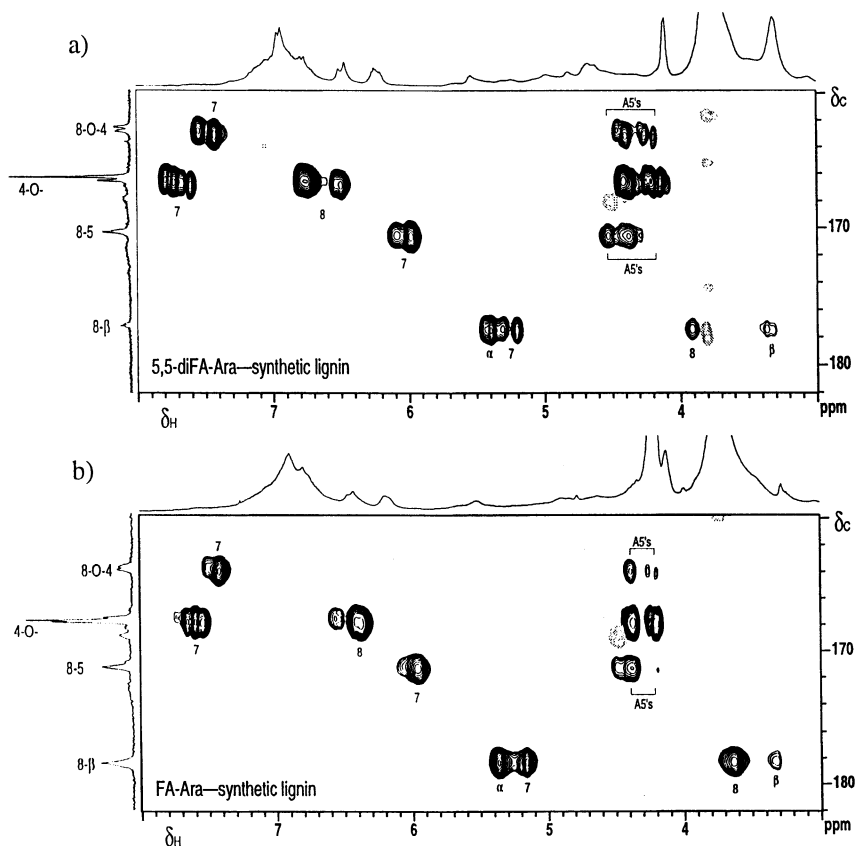 a)
δC
7
A5's
8-O-4
4-O-
7
8
170
8-5
7
A5's
8-β
α
7
8
β
180
5,5-diFA-Ara—synthetic lignin
ppm
7
6
5
4
δH
b)
δC
7
A5's
8-O-4
4-O-
7
8
170
8-5
7
A5's
8-β
α
7
8
β
180
FA-Ara—synthetic lignin
ppm
7
6
5
4
δH